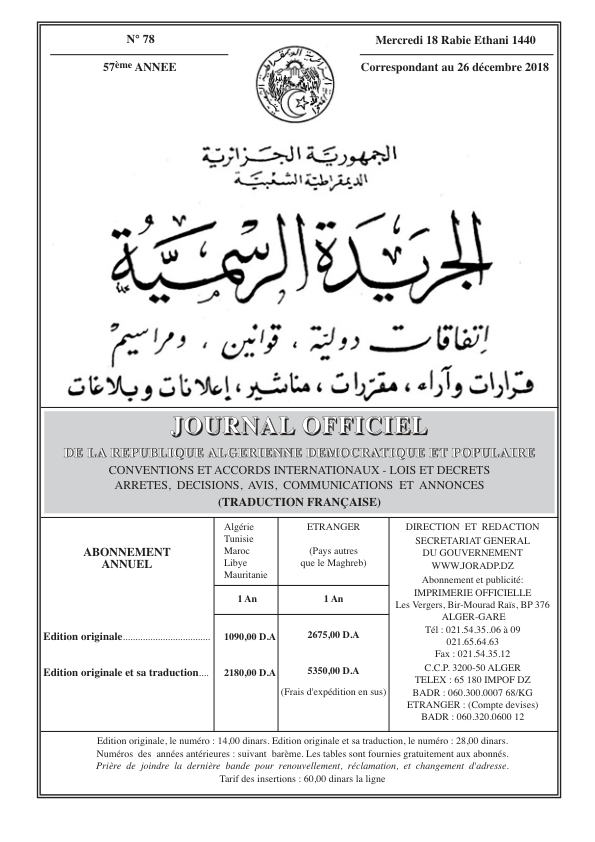 N° 78
Mercredi 18 Rabie Ethani 1440
57ème ANNEE
Correspondant au 26 décembre 2018
الجمهورية الجزائرية
الديمقراطية الشعبية
الجريدة الرسمية
إتفاقات دولية ، قوانين ، ومراسيم
قرارات وآراء ، مقررات ، مناشير ، إعلانات وبلاغات
JOURNAL OFFICIEL
DE LA REPUBLIQUE ALGERIENNE DEMOCRATIQUE ET POPULAIRE
CONVENTIONS ET ACCORDS INTERNATIONAUX - LOIS ET DECRETS
ARRETES, DECISIONS, AVIS, COMMUNICATIONS ET ANNONCES
(TRADUCTION FRANÇAISE)
ABONNEMENT
ANNUEL
Algérie
Tunisie
Maroc
Libye
Mauritanie
ETRANGER
(Pays autres
que le Maghreb)
1 An
1 An
Edition originale.................................. 1090,00 D.A 2675,00 D.A
Edition originale et sa traduction.... 2180,00 D.A 5350,00 D.A
(Frais d'expédition en sus)
DIRECTION ET REDACTION
SECRETARIAT GENERAL
DU GOUVERNEMENT
WWW.JORADP.DZ
Abonnement et publicité:
IMPRIMERIE OFFICIELLE
Les Vergers, Bir-Mourad Raïs, BP 376
ALGER-GARE
Tél : 021.54.35..06 à 09
021.65.64.63
Fax : 021.54.35.12
C.C.P. 3200-50 ALGER
TELEX : 65 180 IMPOF DZ
BADR : 060.300.0007 68/KG
ETRANGER : (Compte devises)
BADR : 060.320.0600 12
Edition originale, le numéro : 14,00 dinars. Edition originale et sa traduction, le numéro : 28,00 dinars.
Numéros des années antérieures : suivant barème. Les tables sont fournies gratuitement aux abonnés.
Prière de joindre la dernière bande pour renouvellement, réclamation, et changement d'adresse.
Tarif des insertions : 60,00 dinars la ligne